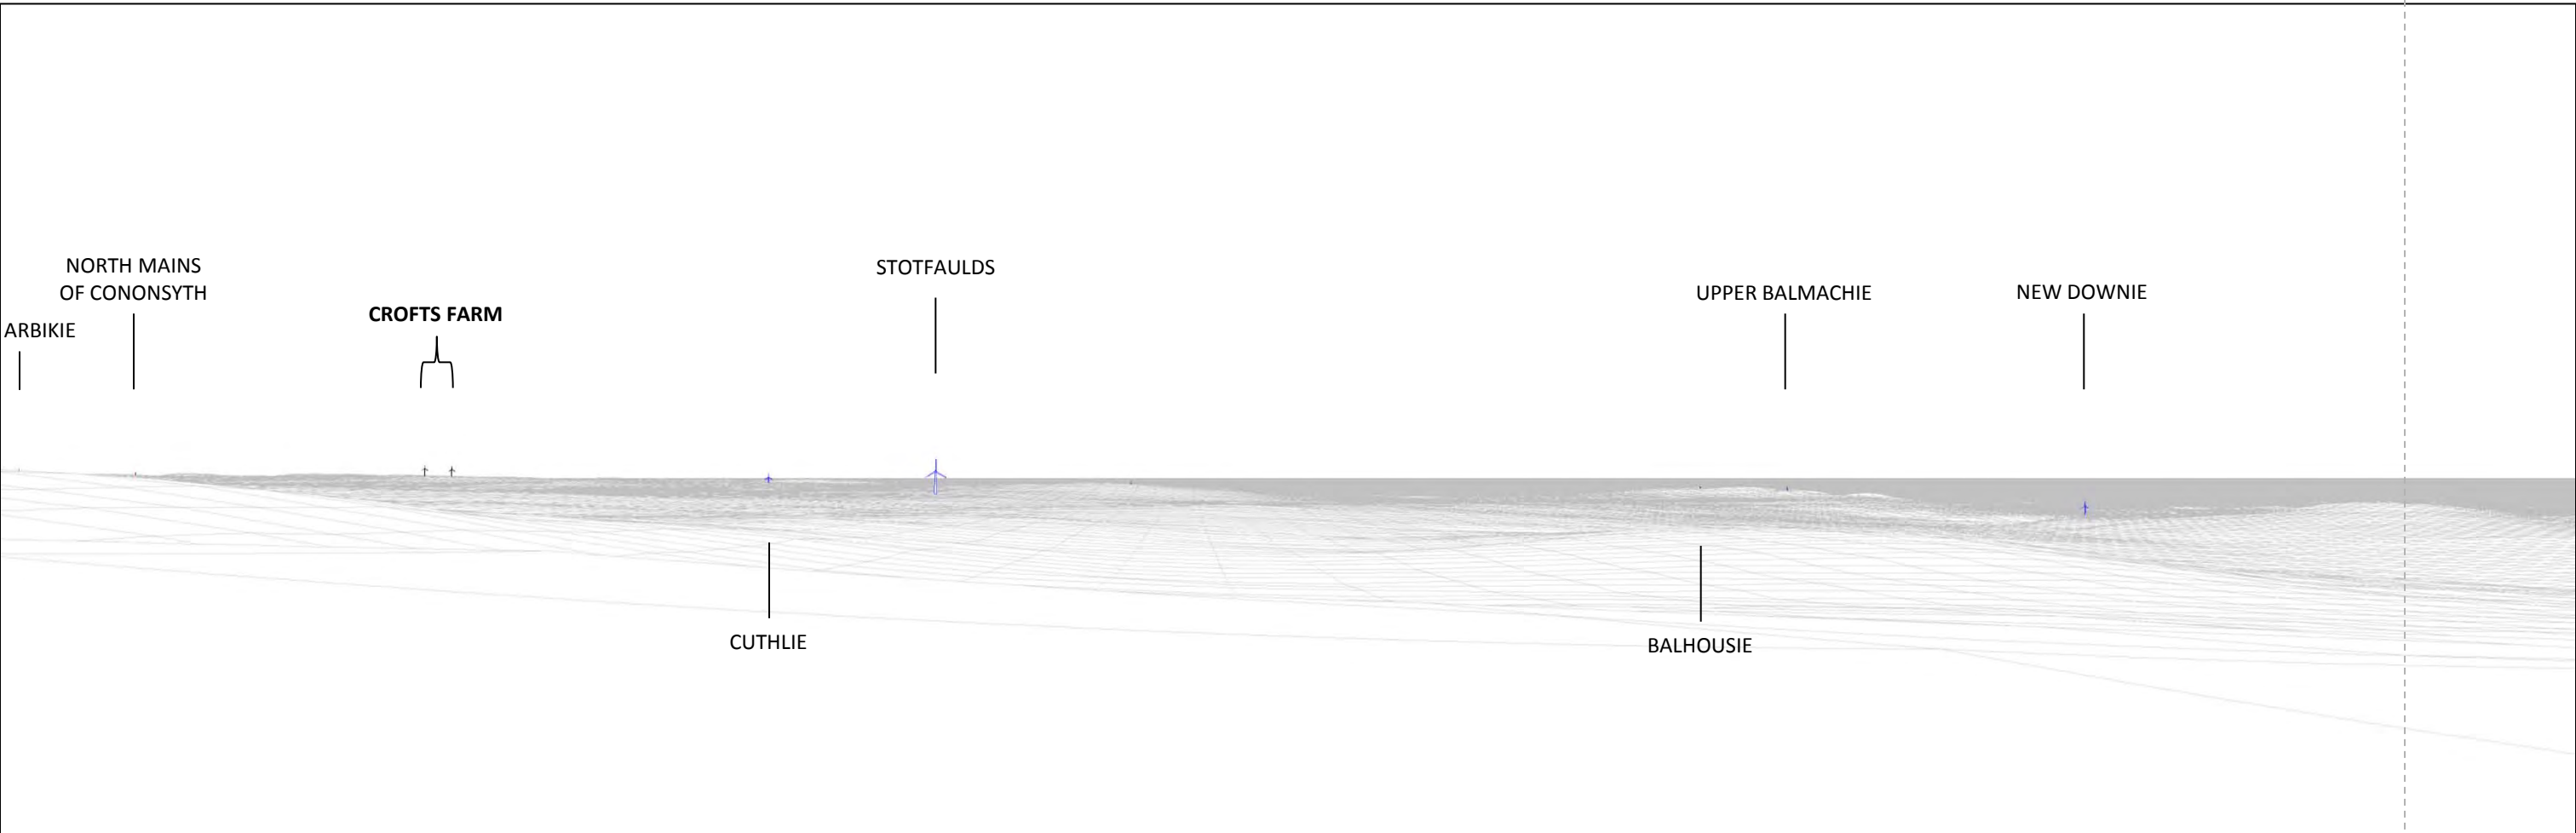 NORTH MAINS
OF CONONSYTH
ARBIKIE
CROFTS FARM
STOTFAULDS
UPPER BALMACHIE
NEW DOWNIE
CUTHLIE
BALHOUSIE